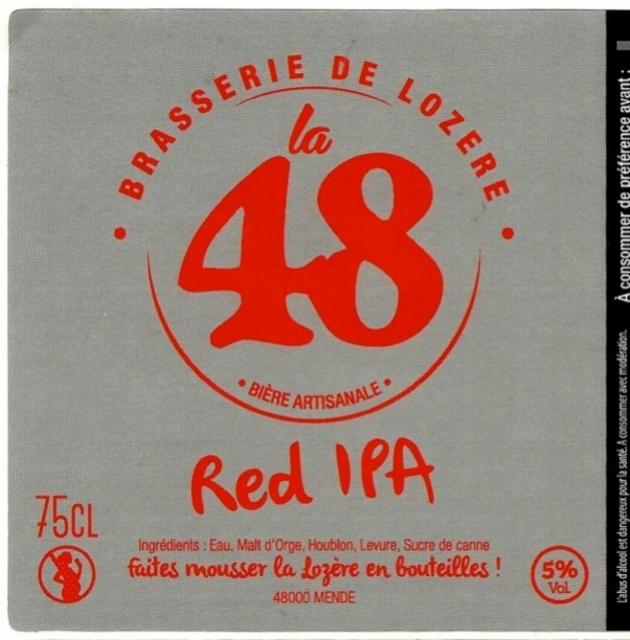 BRASSERIE DE LOZERE
la
48
• BIÈRE ARTISANALE •
Red IPA
75CL
Ingrédients : Eau, Malt d'Orge, Houblon, Levure, Sucre de canne
faites mousser la Lozère en bouteilles !
48000 MENDE
5%
VOL
À consommer de préférence avant :
L'abus d'alcool est dangereux pour la santé. A consommer avec modération.